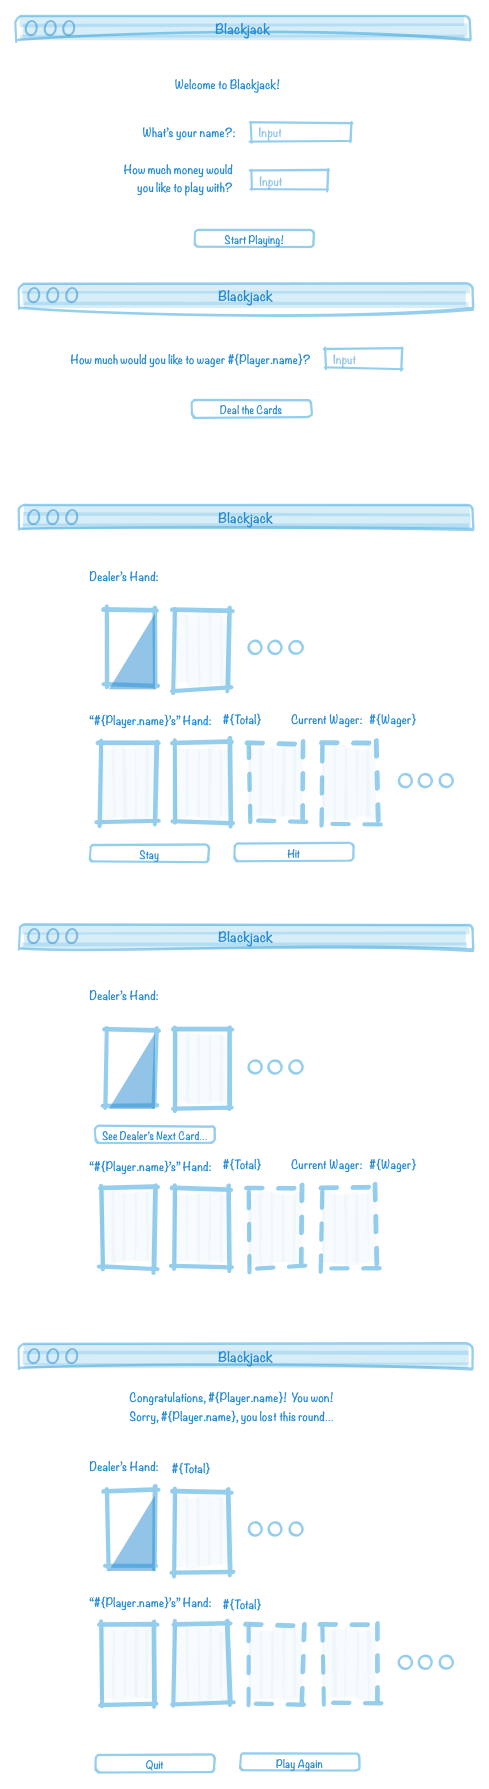 Blackjack
Welcome to Blackjack!
What's your name?:
Input
How much money would
you like to play with?
Input
Start Playing!
Blackjack
How much would you like to wager #{Player.name}?
Input
Deal the Cards
Blackjack
Dealer's Hand:
"#{Player.name}'s" Hand: #{Total} Current Wager: #{Wager}
Stay
Hit
Blackjack
Dealer's Hand:
See Dealer's Next Card...
"#{Player.name}'s" Hand: #{Total} Current Wager: #{Wager}
Blackjack
Congratulations, #{Player.name}! You won!
Sorry, #{Player.name}, you lost this round...
Dealer's Hand: #{Total}
"#{Player.name}'s" Hand: #{Total}
Quit
Play Again